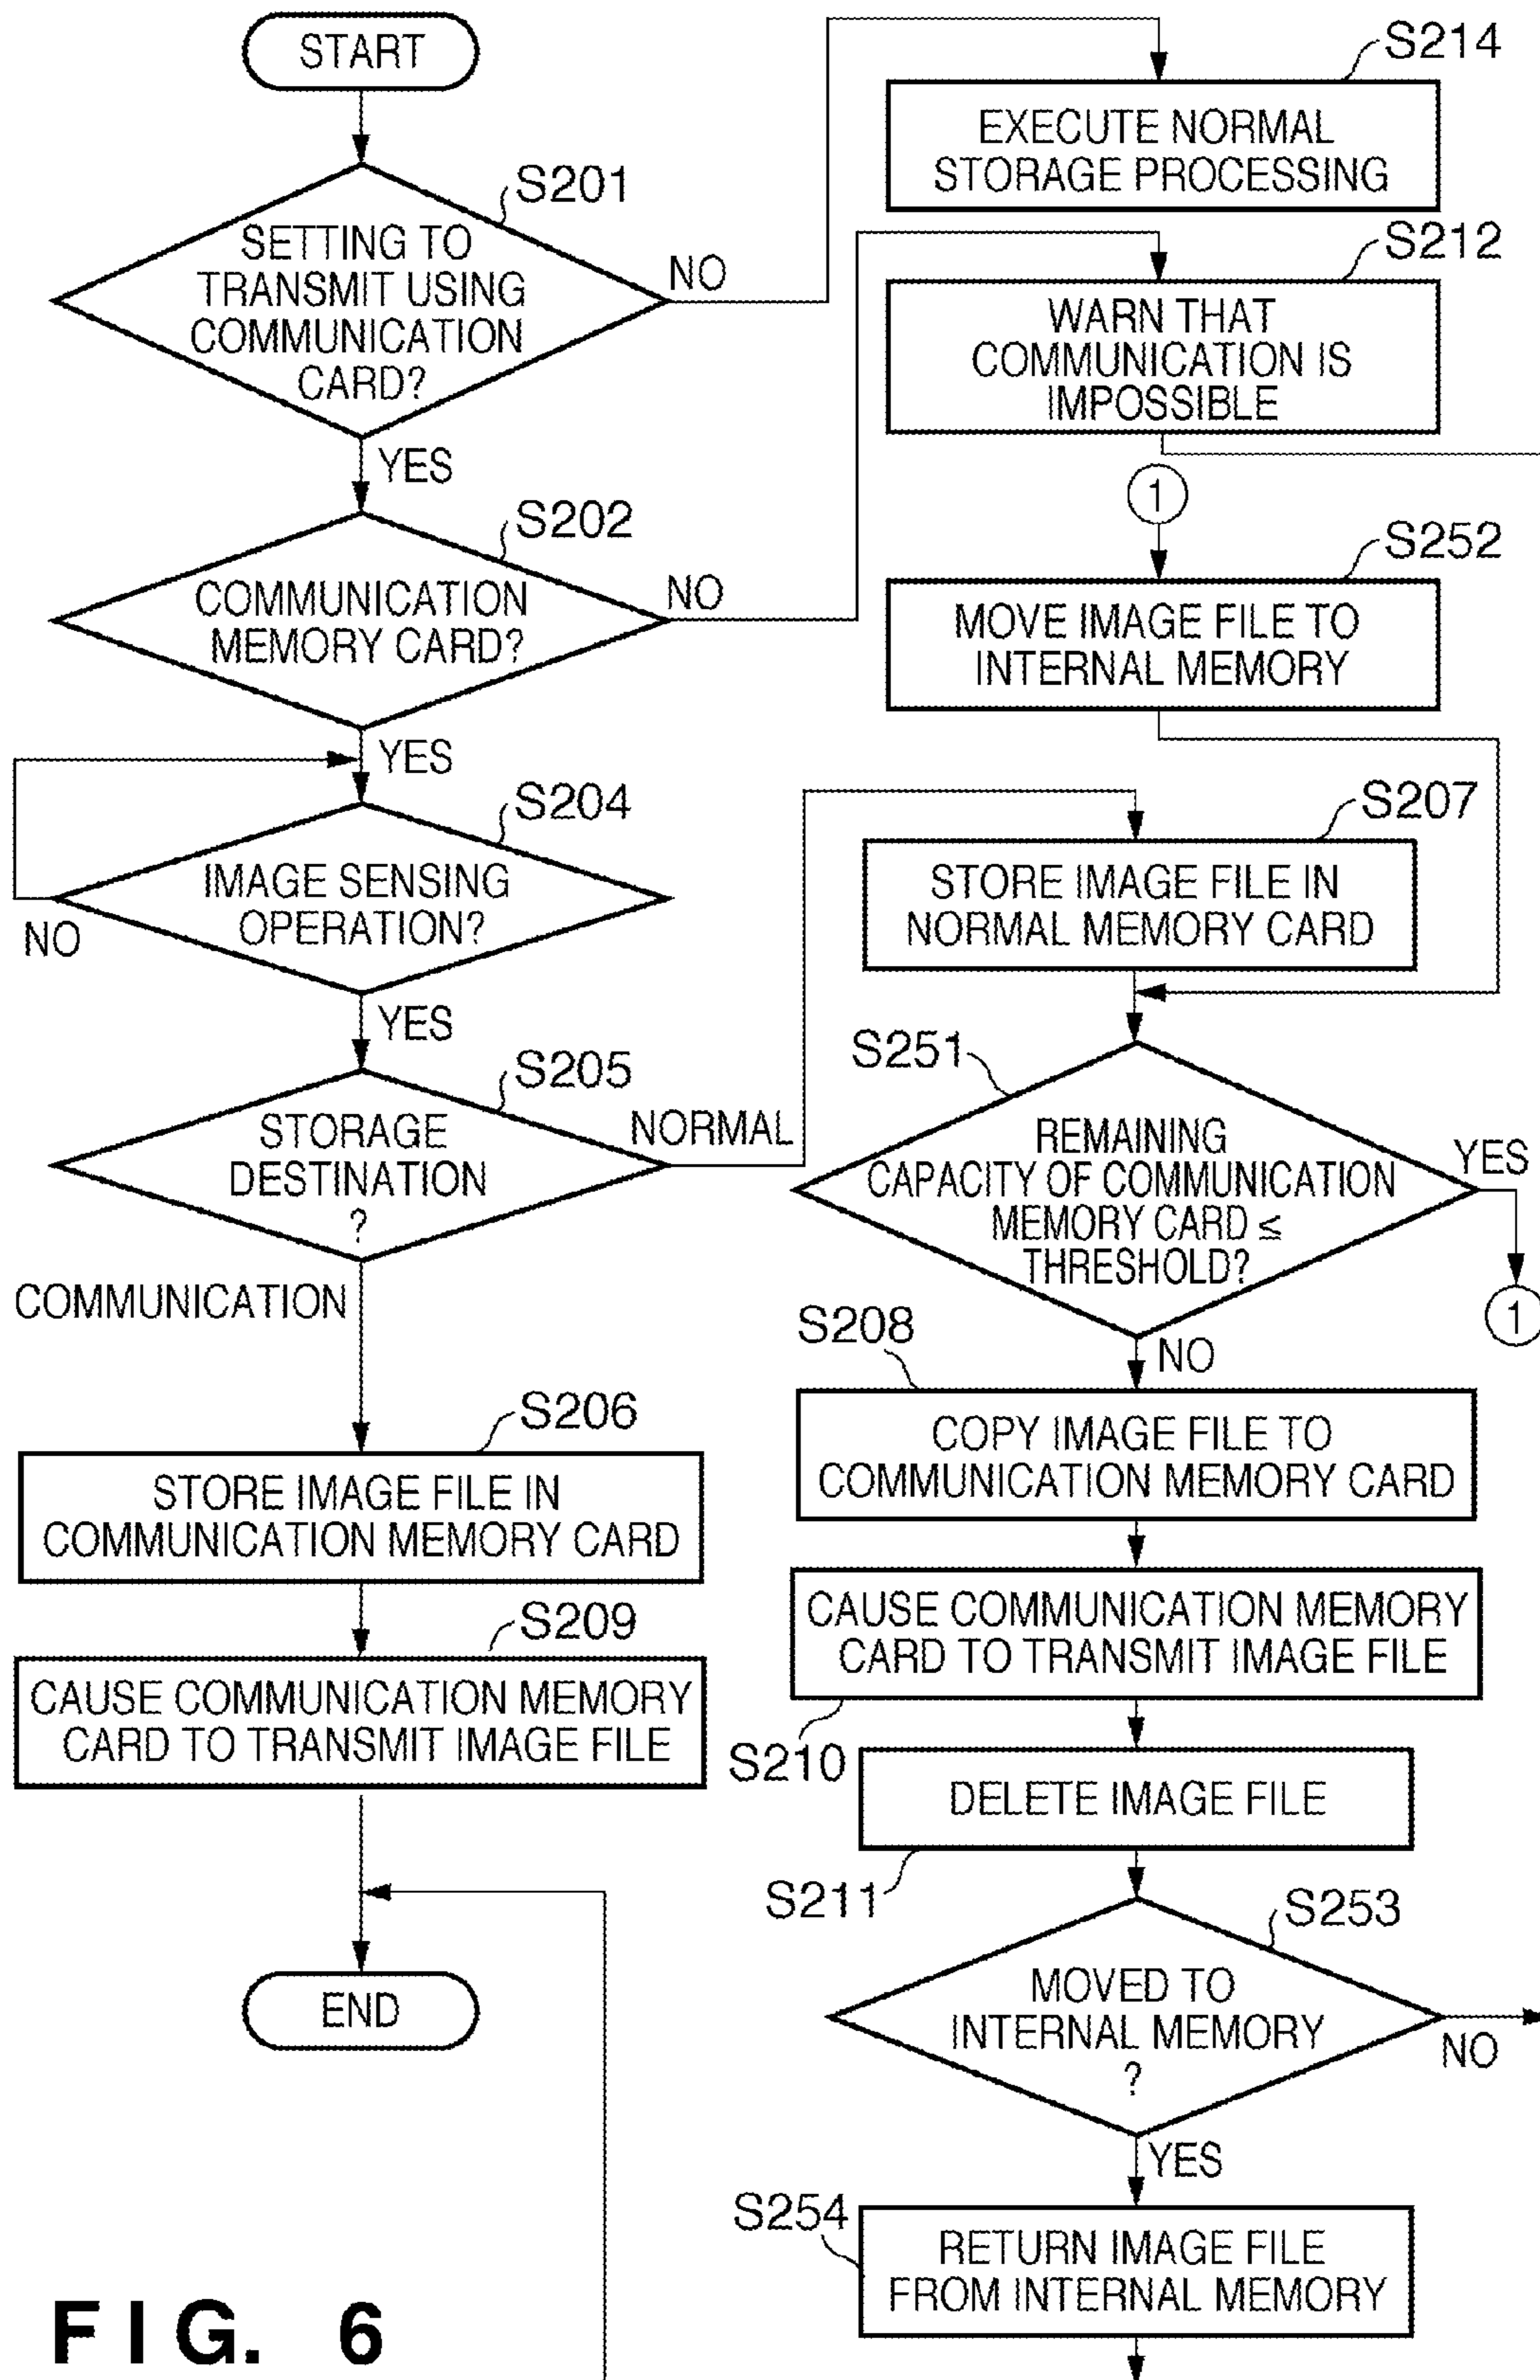 START
S201
SETTING TO
TRANSMIT USING
COMMUNICATION
CARD?
NO
YES
S202
COMMUNICATION
MEMORY CARD?
NO
YES
S204
IMAGE SENSING
OPERATION?
NO
YES
S205
STORAGE
DESTINATION
?
NORMAL
COMMUNICATION
S206
STORE IMAGE FILE IN
COMMUNICATION MEMORY CARD
S209
CAUSE COMMUNICATION MEMORY
CARD TO TRANSMIT IMAGE FILE
END
S214
EXECUTE NORMAL
STORAGE PROCESSING
S212
WARN THAT
COMMUNICATION IS
IMPOSSIBLE
1
S252
MOVE IMAGE FILE TO
INTERNAL MEMORY
S207
STORE IMAGE FILE IN
NORMAL MEMORY CARD
S251
REMAINING
CAPACITY OF COMMUNICATION
MEMORY CARD ≤
THRESHOLD?
YES
1
NO
S208
COPY IMAGE FILE TO
COMMUNICATION MEMORY CARD
CAUSE COMMUNICATION MEMORY
CARD TO TRANSMIT IMAGE FILE
S210
DELETE IMAGE FILE
S211
S253
MOVED TO
INTERNAL MEMORY
?
NO
YES
S254
RETURN IMAGE FILE
FROM INTERNAL MEMORY
FIG. 6